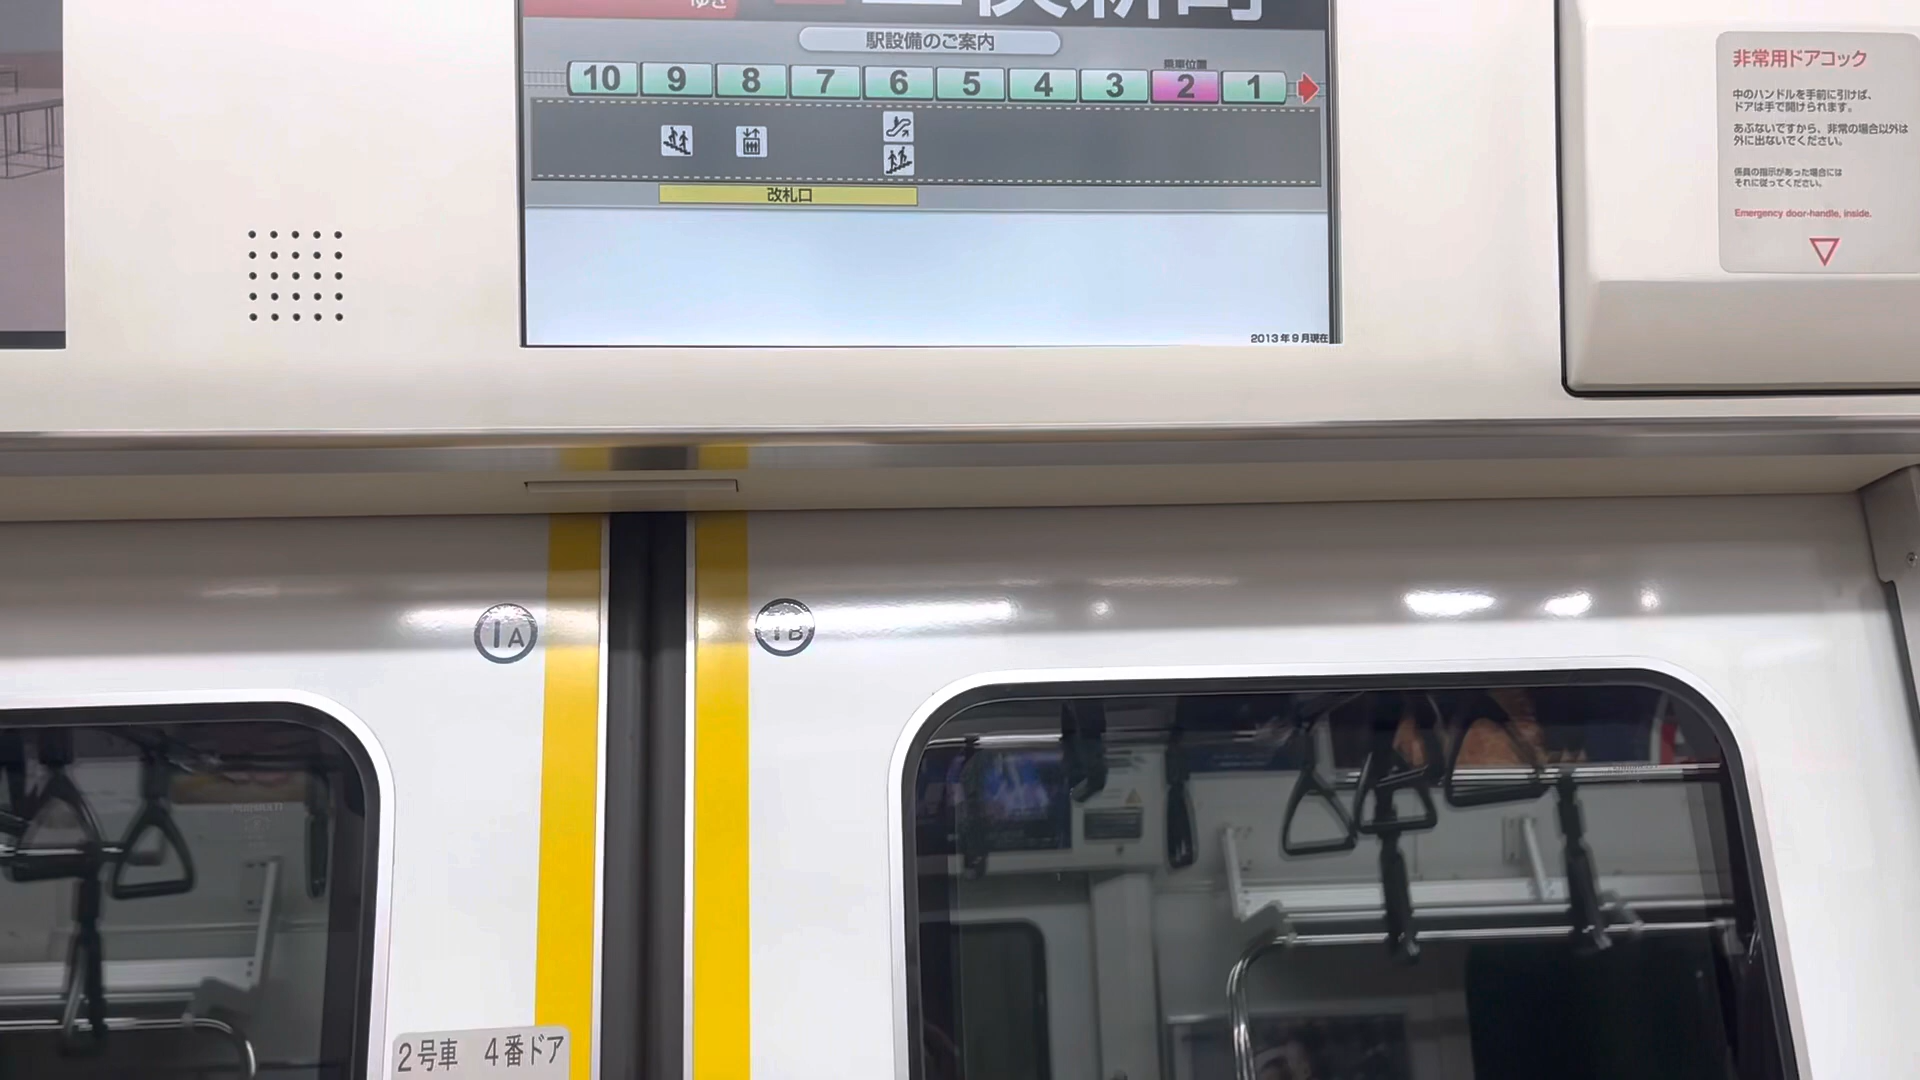 ゆき
駅設備のご案内
乗車位置
10 9 8 7 6 5 4 3 2 1
改札口
2013年9月現在
非常用ドアコック
中のハンドルを手前に引けば、
ドアは手で開けられます。
あぶないですから、非常の場合以外は
外に出ないでください。
係員の指示があった場合には
それに従ってください。
Emergency door-handle, inside.
1A
1B
2号車 4番ドア